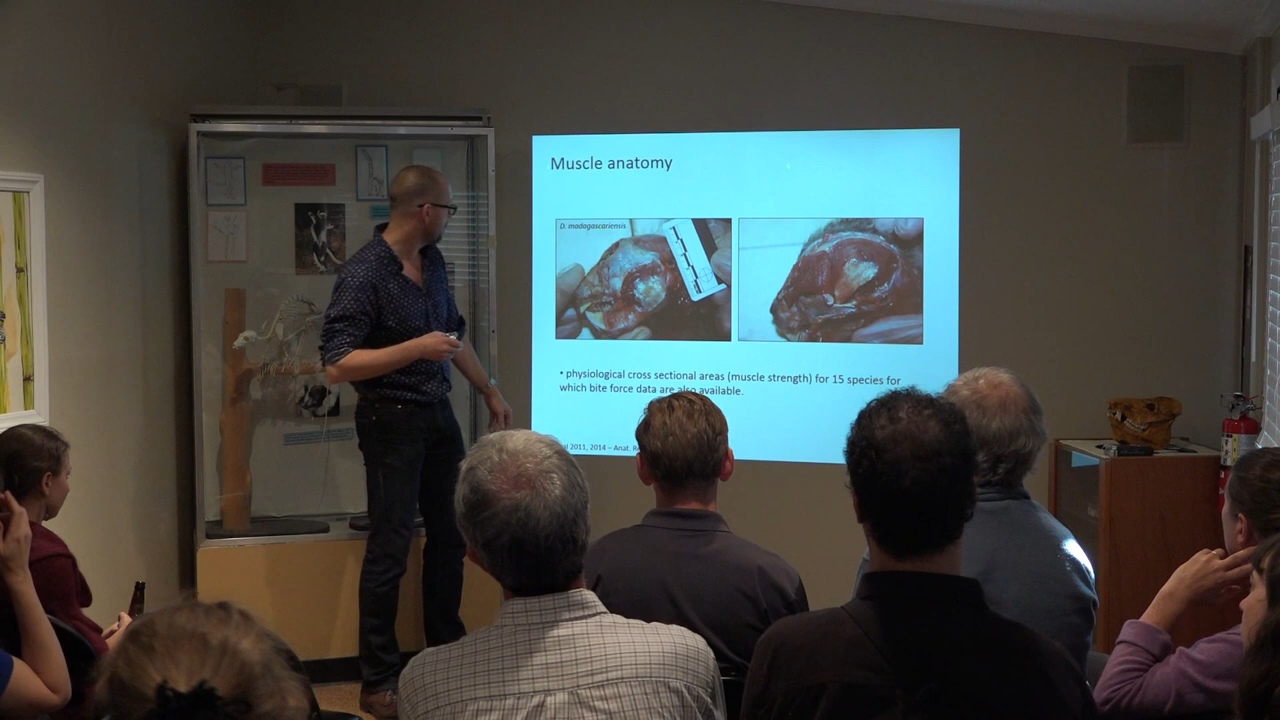 Muscle anatomy
D. madagascariensis
• physiological cross sectional areas (muscle strength) for 15 species for
which bite force data are also available.
2011, 2014 – Anat.